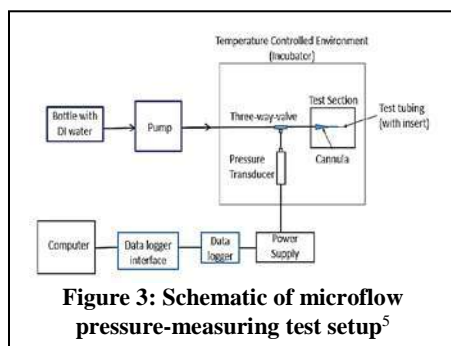 Temperature Controlled Environment
(Incubator)
Test Section
Three-way-valve
Test tubing
(with insert)
Bottle with
DI water
Pump
Cannula
Pressure
Transducer
Computer
Data logger
interface
Data
logger
Power
Supply
Figure 3: Schematic of microflow
pressure-measuring test setup5